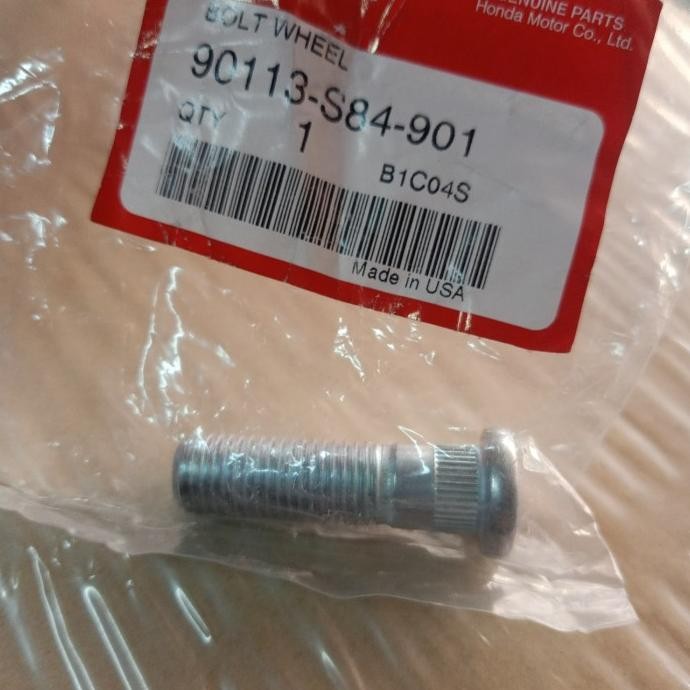 GENUINE PARTS
Honda Motor Co., Ltd.
BOLT WHEEL
90113-S84-901
QTY 1
B1C04S
Made in USA